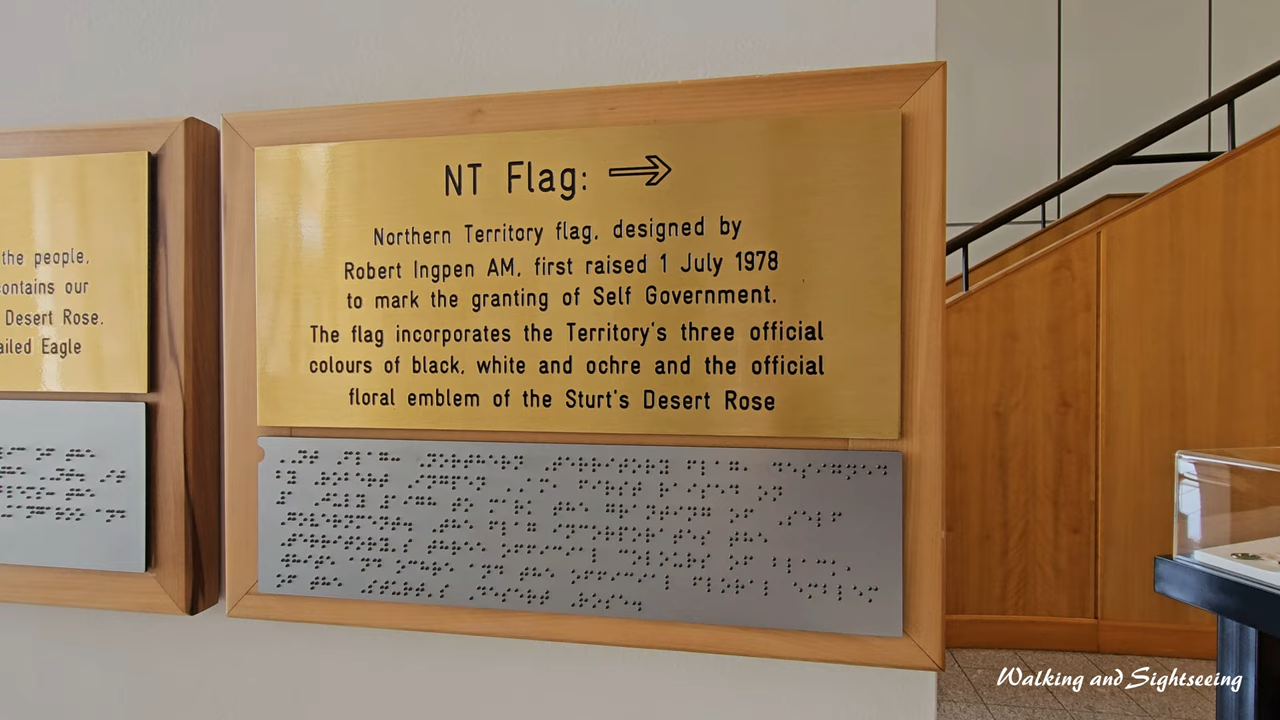 the people,
ontains our
Desert Rose.
ailed Eagle
NT Flag: →
Northern Territory flag, designed by
Robert Ingpen AM, first raised 1 July 1978
to mark the granting of Self Government.
The flag incorporates the Territory's three official
colours of black, white and ochre and the official
floral emblem of the Sturt's Desert Rose
Walking and Sightseeing